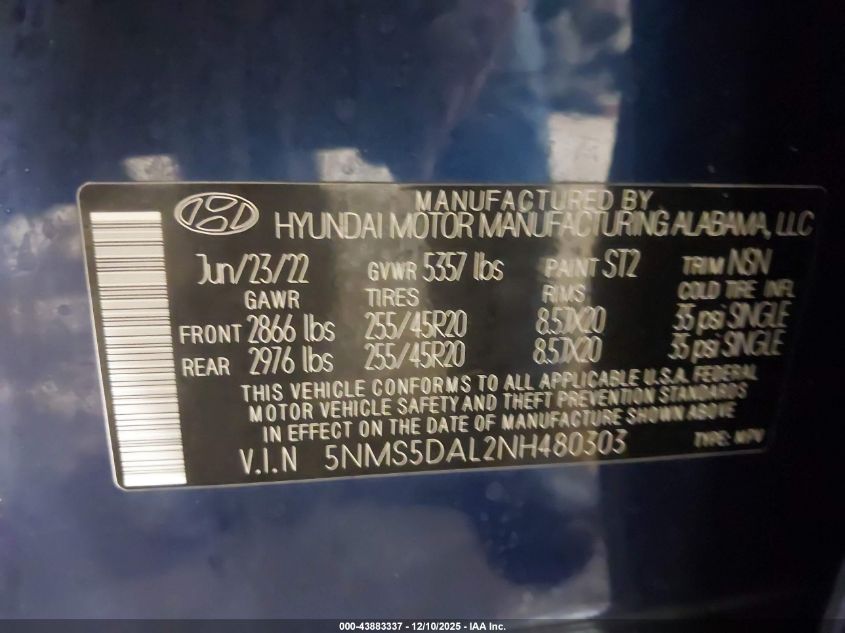 MANUFACTURED BY
HYUNDAI MOTOR MANUFACTURING ALABAMA, LLC
Jun/23/22 GVWR 5357 lbs PAINT ST2 TRIM NSN
GAWR TIRES RIMS COLD TIRE INFL
FRONT 2866 lbs 255/45R20 8.5JX20 35 psi SINGLE
REAR 2976 lbs 255/45R20 8.5JX20 35 psi SINGLE
THIS VEHICLE CONFORMS TO ALL APPLICABLE U.S.A. FEDERAL
MOTOR VEHICLE SAFETY AND THEFT PREVENTION STANDARDS
IN EFFECT ON THE DATE OF MANUFACTURE SHOWN ABOVE
V.I.N 5NMS5DAL2NH480303 TYPE: MPV
000-43883337 - 12/10/2025 - IAA Inc.